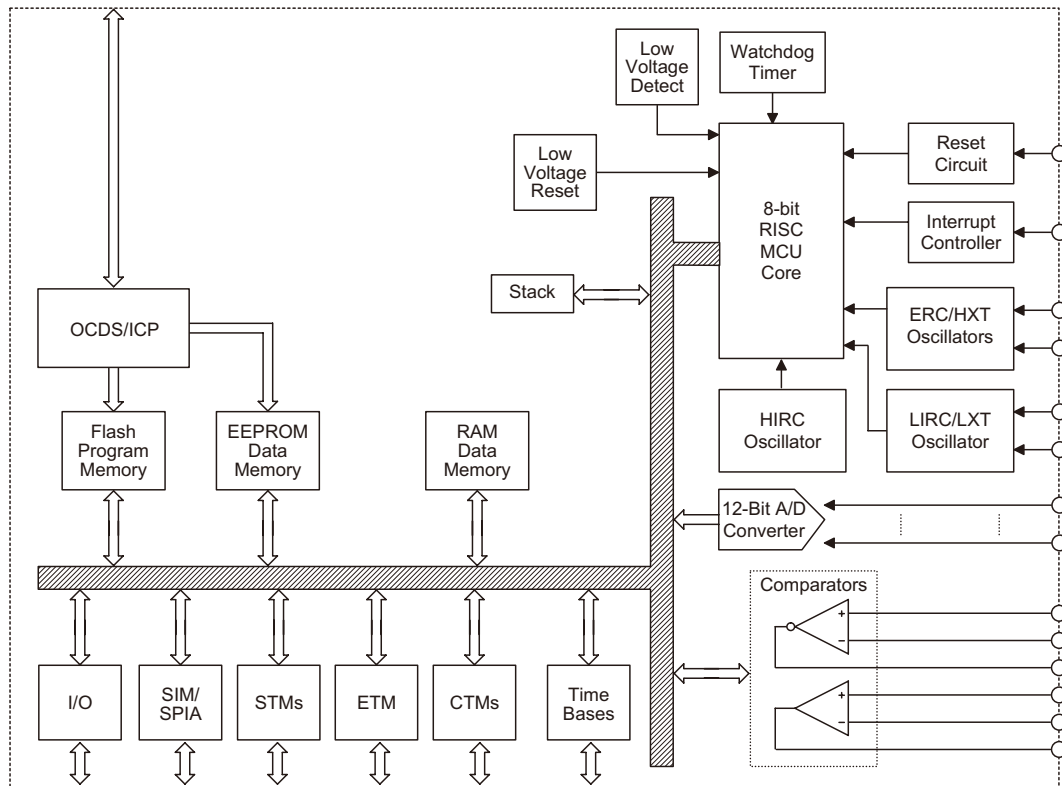 Low
Voltage
Detect
Watchdog
Timer
Low
Voltage
Reset
8-bit
RISC
MCU
Core
Reset
Circuit
Interrupt
Controller
Stack
ERC/HXT
Oscillators
OCDS/ICP
HIRC
Oscillator
LIRC/LXT
Oscillator
Flash
Program
Memory
EEPROM
Data
Memory
RAM
Data
Memory
12-Bit A/D
Converter
Comparators
+
−
+
−
I/O
SIM/
SPIA
STMs
ETM
CTMs
Time
Bases